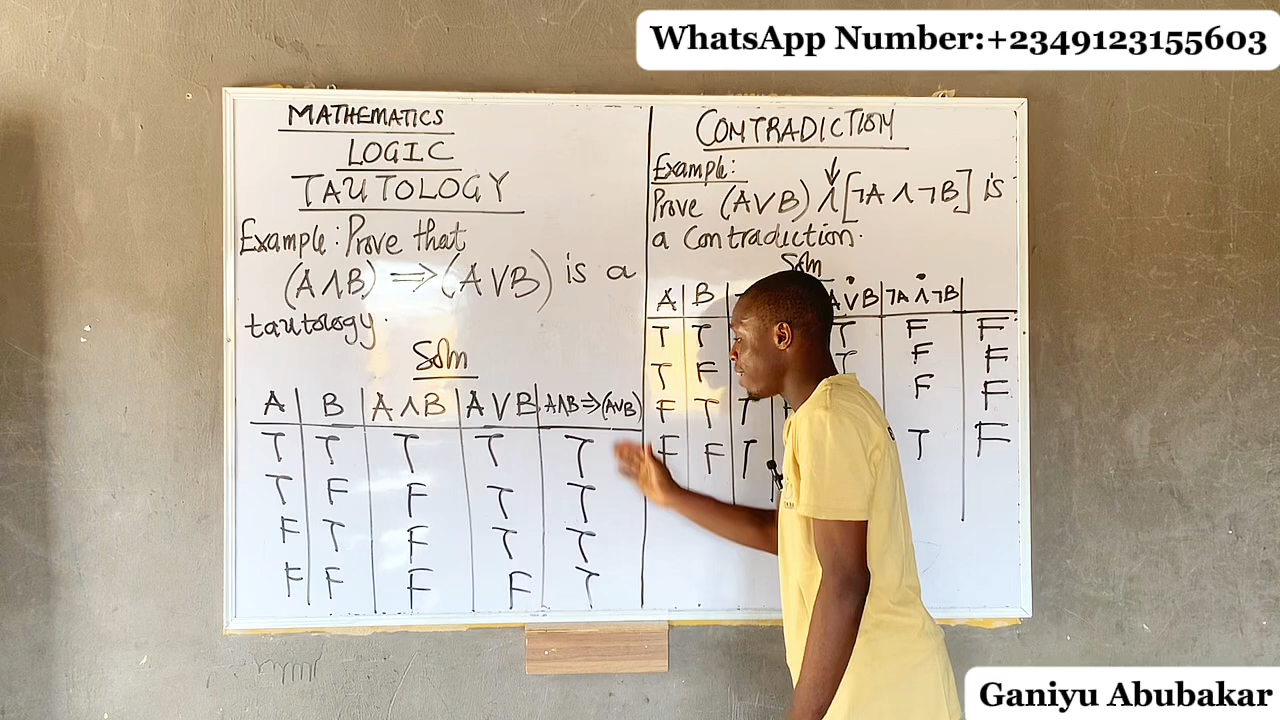 WhatsApp Number:+2349123155603
MATHEMATICS
LOGIC
TAUTOLOGY
Example: Prove that
(A∧B) ⟹ (A∨B) is a
tautology.
Soln
A | B | A∧B | A∨B | A∧B⟹(A∨B)
T | T | T | T | T
T | F | F | T | T
F | T | F | T | T
F | F | F | F | T
CONTRADICTION
Example:
Prove (A∨B) ∧ [¬A ∧ ¬B] is
a Contradiction.
Soln
A | B | A∨B | ¬A ∧ ¬B
T | T | T | F | F
T | F | T | F | F
F | T | T | F | F
F | F | T | T | F
Ganiyu Abubakar